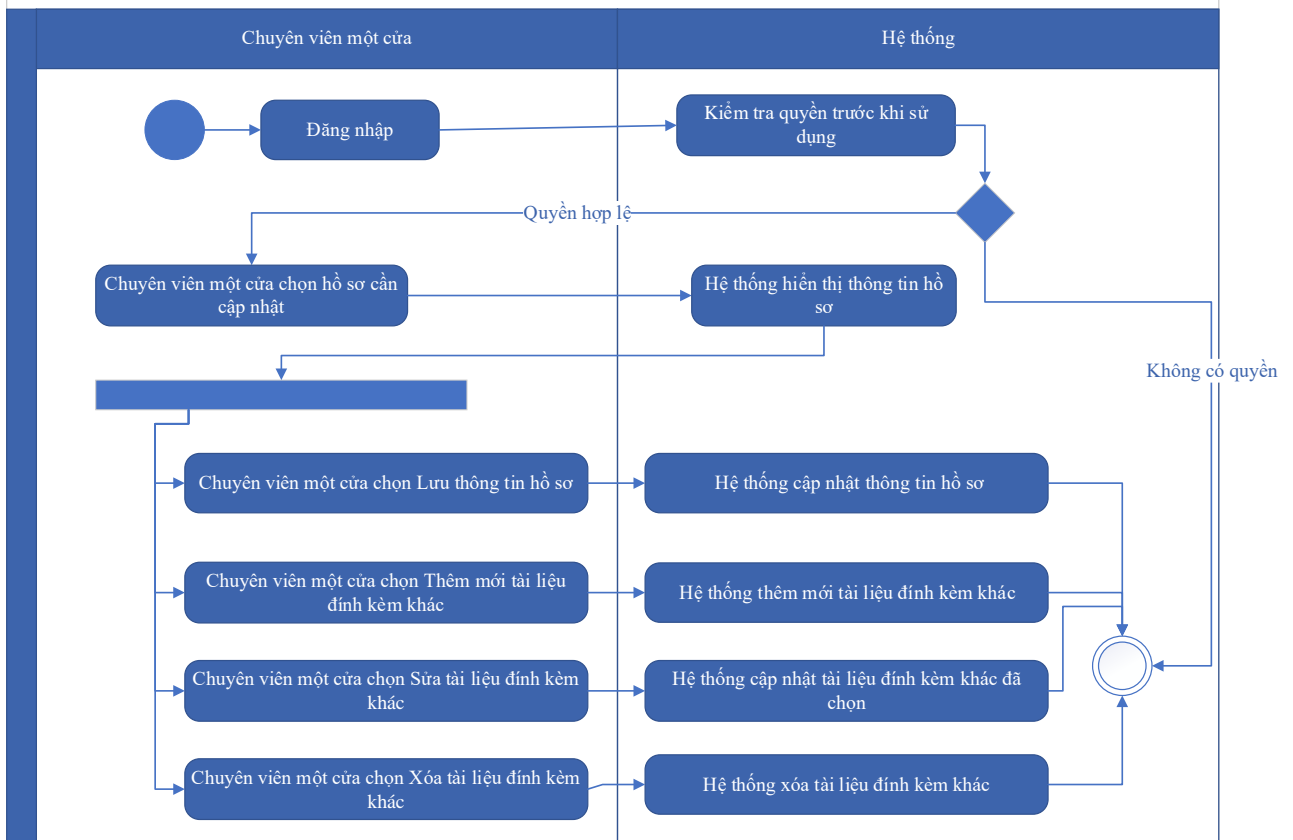 Chuyên viên một cửa
Hệ thống
Đăng nhập
Kiểm tra quyền trước khi sử
dụng
Quyền hợp lệ
Chuyên viên một cửa chọn hồ sơ cần
cập nhật
Hệ thống hiển thị thông tin hồ
sơ
Không có quyền
Chuyên viên một cửa chọn Lưu thông tin hồ sơ
Hệ thống cập nhật thông tin hồ sơ
Chuyên viên một cửa chọn Thêm mới tài liệu
đính kèm khác
Hệ thống thêm mới tài liệu đính kèm khác
Chuyên viên một cửa chọn Sửa tài liệu đính kèm
khác
Hệ thống cập nhật tài liệu đính kèm khác đã
chọn
Chuyên viên một cửa chọn Xóa tài liệu đính kèm
khác
Hệ thống xóa tài liệu đính kèm khác